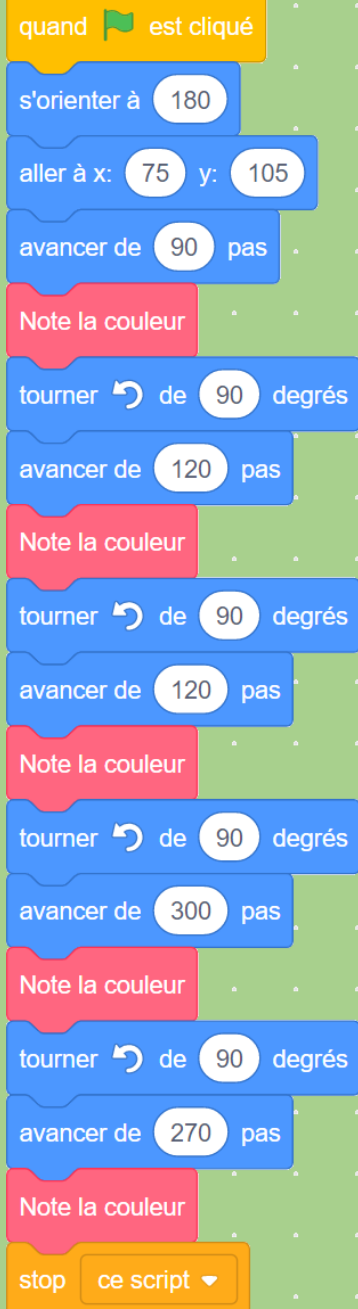 quand est cliqué
s'orienter à 180
aller à x: 75 y: 105
avancer de 90 pas
Note la couleur
tourner de 90 degrés
avancer de 120 pas
Note la couleur
tourner de 90 degrés
avancer de 120 pas
Note la couleur
tourner de 90 degrés
avancer de 300 pas
Note la couleur
tourner de 90 degrés
avancer de 270 pas
Note la couleur
stop ce script